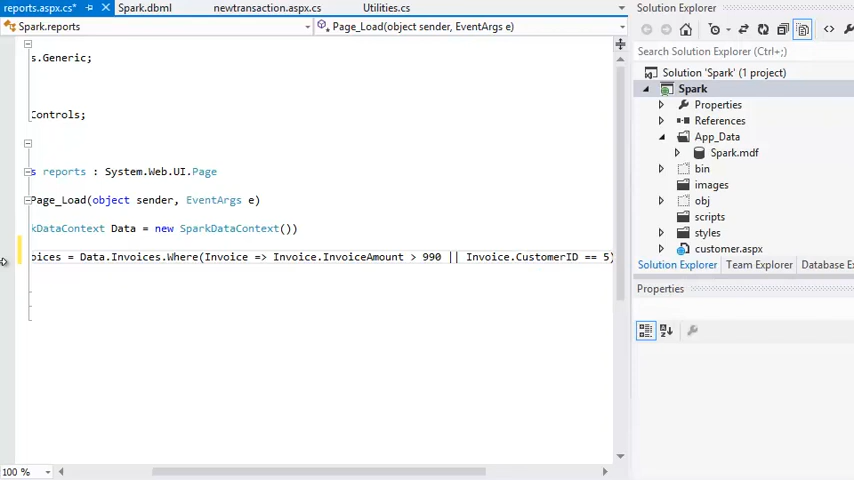 reports.aspx.cs*
Spark.dbml
newtransaction.aspx.cs
Utilities.cs
Spark.reports
Page_Load(object sender, EventArgs e)
s.Generic;
Controls;
s reports : System.Web.UI.Page
Page_Load(object sender, EventArgs e)
kDataContext Data = new SparkDataContext())
oices = Data.Invoices.Where(Invoice => Invoice.InvoiceAmount > 990 || Invoice.CustomerID == 5)
100 %
Solution Explorer
Search Solution Explorer (Ctrl+;)
Solution 'Spark' (1 project)
Spark
Properties
References
App_Data
Spark.mdf
bin
images
obj
scripts
styles
customer.aspx
Solution Explorer
Team Explorer
Database Ex
Properties